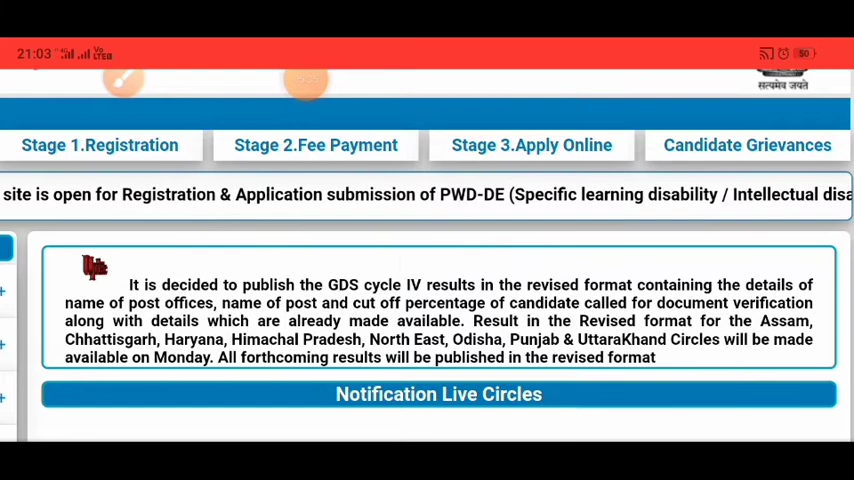 21:03
Vo
LTE
50
सत्यमेव जयते
Stage 1.Registration
Stage 2.Fee Payment
Stage 3.Apply Online
Candidate Grievances
site is open for Registration & Application submission of PWD-DE (Specific learning disability / Intellectual disa
It is decided to publish the GDS cycle IV results in the revised format containing the details of
name of post offices, name of post and cut off percentage of candidate called for document verification
along with details which are already made available. Result in the Revised format for the Assam,
Chhattisgarh, Haryana, Himachal Pradesh, North East, Odisha, Punjab & UttaraKhand Circles will be made
available on Monday. All forthcoming results will be published in the revised format
Notification Live Circles